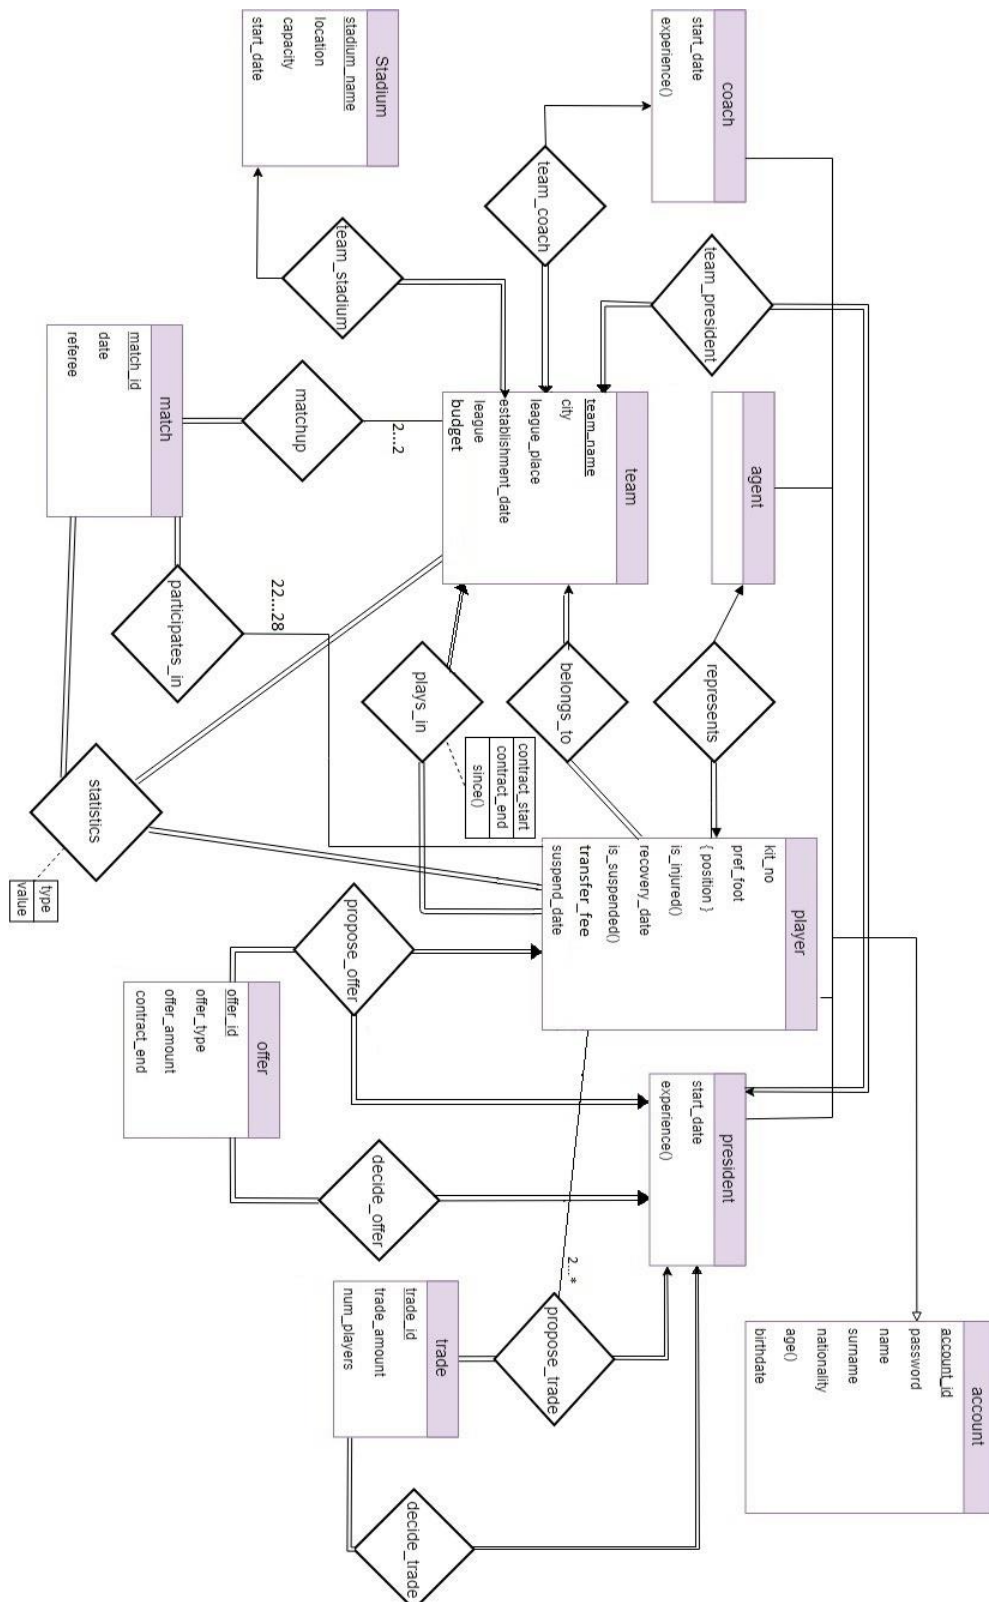 Stadium
stadium_name
location
capacity
start_date
coach
start_date
experience()
team_coach
team_stadium
team_president
match
match_id
date
referee
matchup
2...2
team
team_name
city
league_place
establishment_date
league
budget
agent
participates_in
22...28
plays_in
contract_start
contract_end
since()
belongs_to
represents
statistics
type
value
player
kit_no
pref_foot
{ position }
is_injured()
recovery_date
is_suspended()
transfer_fee
suspend_date
propose_offer
offer
offer_id
offer_type
offer_amount
contract_end
decide_offer
president
start_date
experience()
2...*
propose_trade
trade
trade_id
trade_amount
num_players
decide_trade
account
account_id
password
name
surname
nationality
age()
birthdate